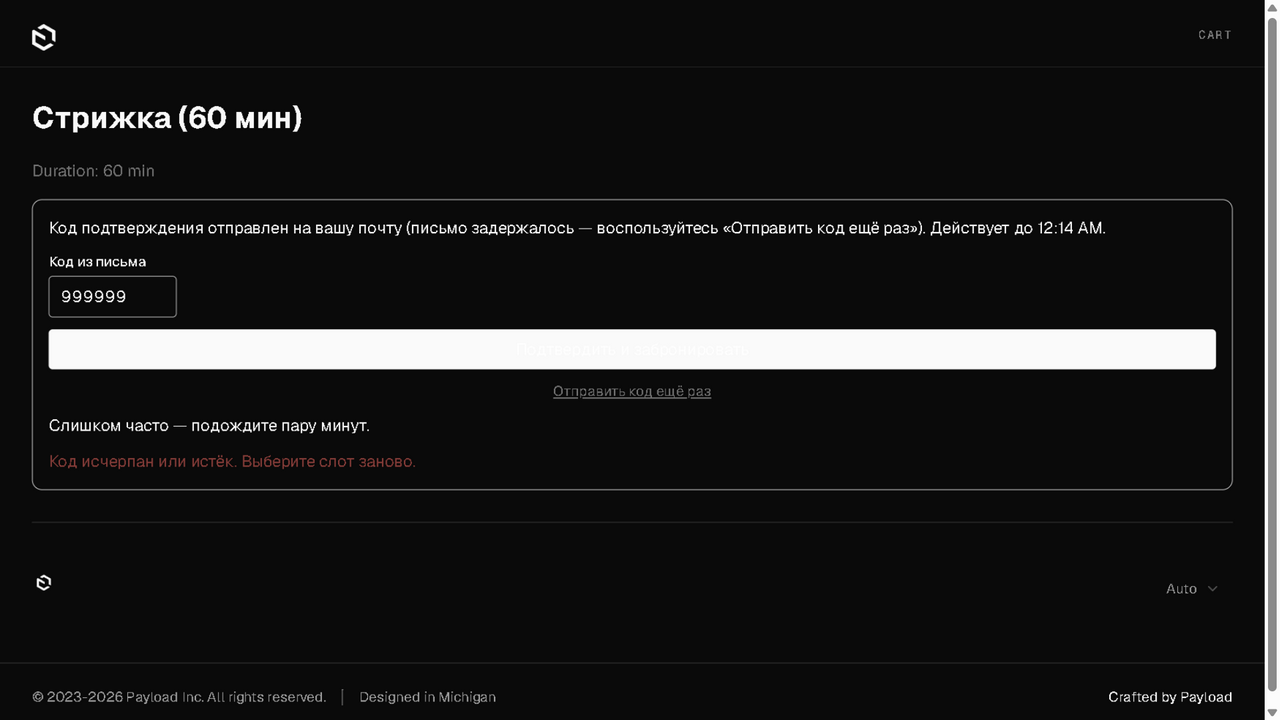 CART
Стрижка (60 мин)
Duration: 60 min
Код подтверждения отправлен на вашу почту (письмо задержалось — воспользуйтесь «Отправить код ещё раз»). Действует до 12:14 AM.
Код из письма
999999
Подтвердить и забронировать
Отправить код ещё раз
Слишком часто — подождите пару минут.
Код исчерпан или истёк. Выберите слот заново.
Auto
© 2023-2026 Payload Inc. All rights reserved. | Designed in Michigan
Crafted by Payload